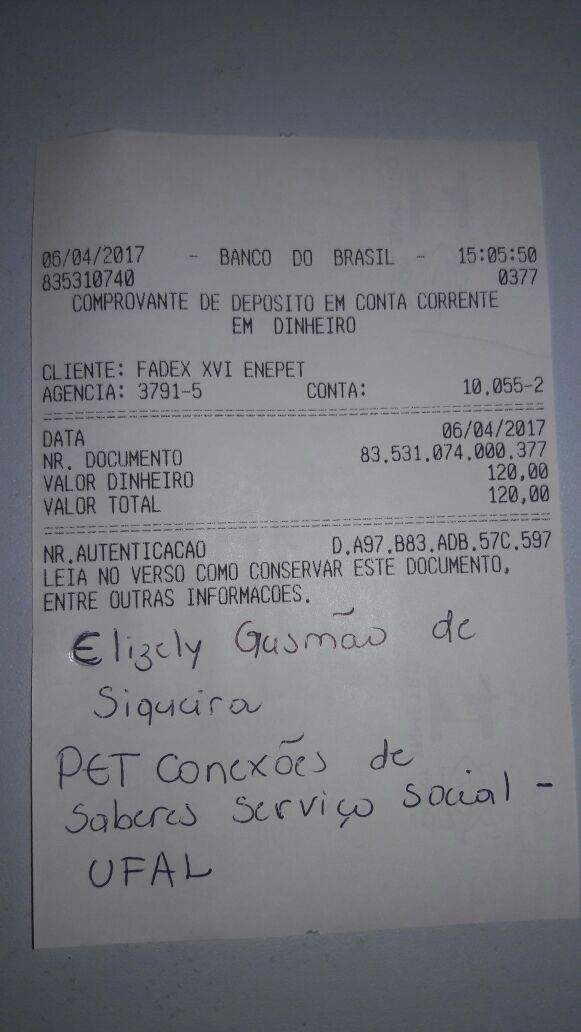 06/04/2017 - BANCO DO BRASIL - 15:05:50
835310740 0377
COMPROVANTE DE DEPOSITO EM CONTA CORRENTE
EM DINHEIRO
CLIENTE: FADEX XVI ENEPET
AGENCIA: 3791-5 CONTA: 10.055-2
DATA 06/04/2017
NR. DOCUMENTO 83.531.074.000.377
VALOR DINHEIRO 120,00
VALOR TOTAL 120,00
NR.AUTENTICACAO D.A97.B83.ADB.57C.597
LEIA NO VERSO COMO CONSERVAR ESTE DOCUMENTO,
ENTRE OUTRAS INFORMACOES.
Elizely Gusmão de
Siqueira
PET Conexões de
Saberes Serviço Social -
UFAL